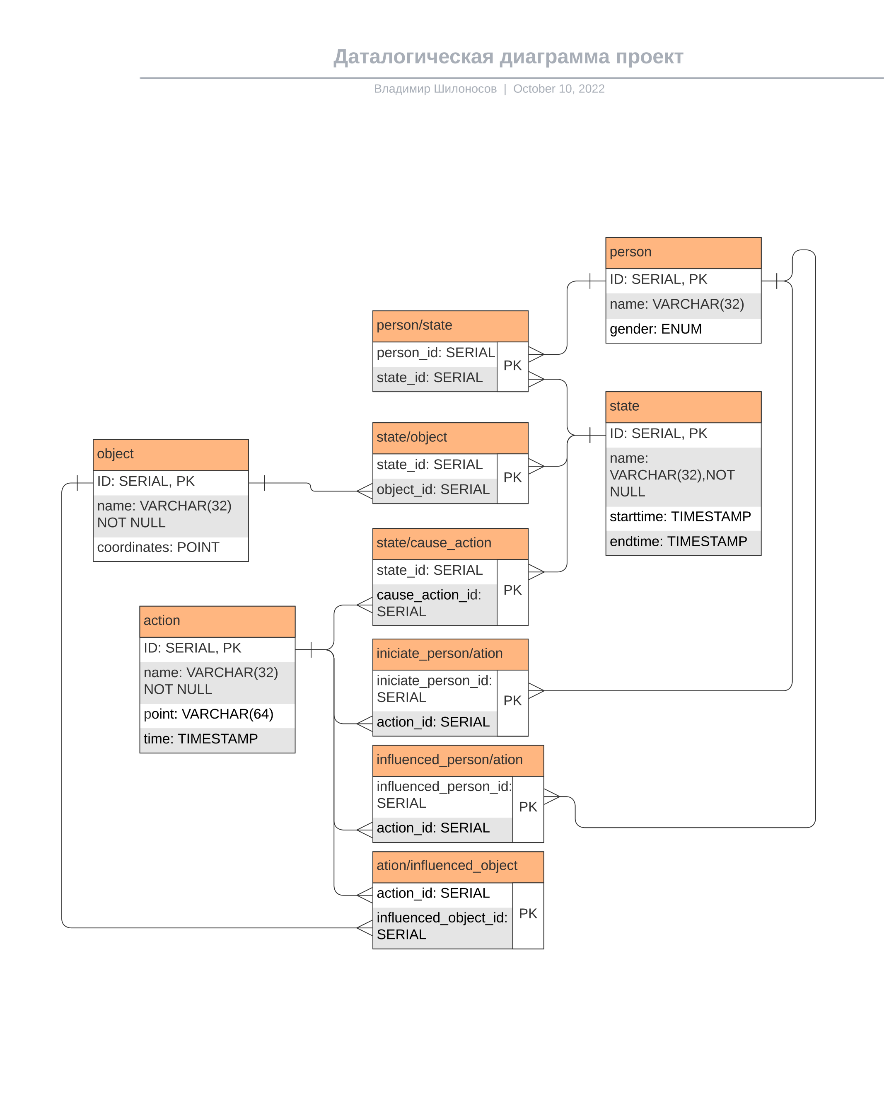 Даталогическая диаграмма проект
Владимир Шилоносов | October 10, 2022
person
ID: SERIAL, PK
name: VARCHAR(32)
gender: ENUM
person/state
person_id: SERIAL
state_id: SERIAL
PK
state
ID: SERIAL, PK
name:
VARCHAR(32),NOT
NULL
starttime: TIMESTAMP
endtime: TIMESTAMP
state/object
state_id: SERIAL
object_id: SERIAL
PK
object
ID: SERIAL, PK
name: VARCHAR(32)
NOT NULL
coordinates: POINT
state/cause_action
state_id: SERIAL
cause_action_id:
SERIAL
PK
action
ID: SERIAL, PK
name: VARCHAR(32)
NOT NULL
point: VARCHAR(64)
time: TIMESTAMP
iniciate_person/ation
iniciate_person_id:
SERIAL
action_id: SERIAL
PK
influenced_person/ation
influenced_person_id:
SERIAL
action_id: SERIAL
PK
ation/influenced_object
action_id: SERIAL
influenced_object_id:
SERIAL
PK